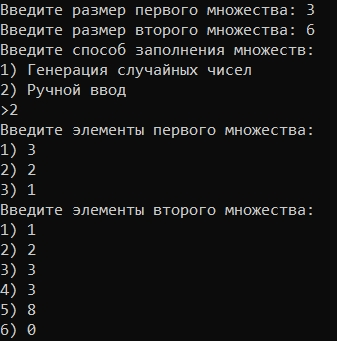 Введите размер первого множества: 3
Введите размер второго множества: 6
Введите способ заполнения множеств:
1) Генерация случайных чисел
2) Ручной ввод
>2
Введите элементы первого множества:
1) 3
2) 2
3) 1
Введите элементы второго множества:
1) 1
2) 2
3) 3
4) 3
5) 8
6) 0